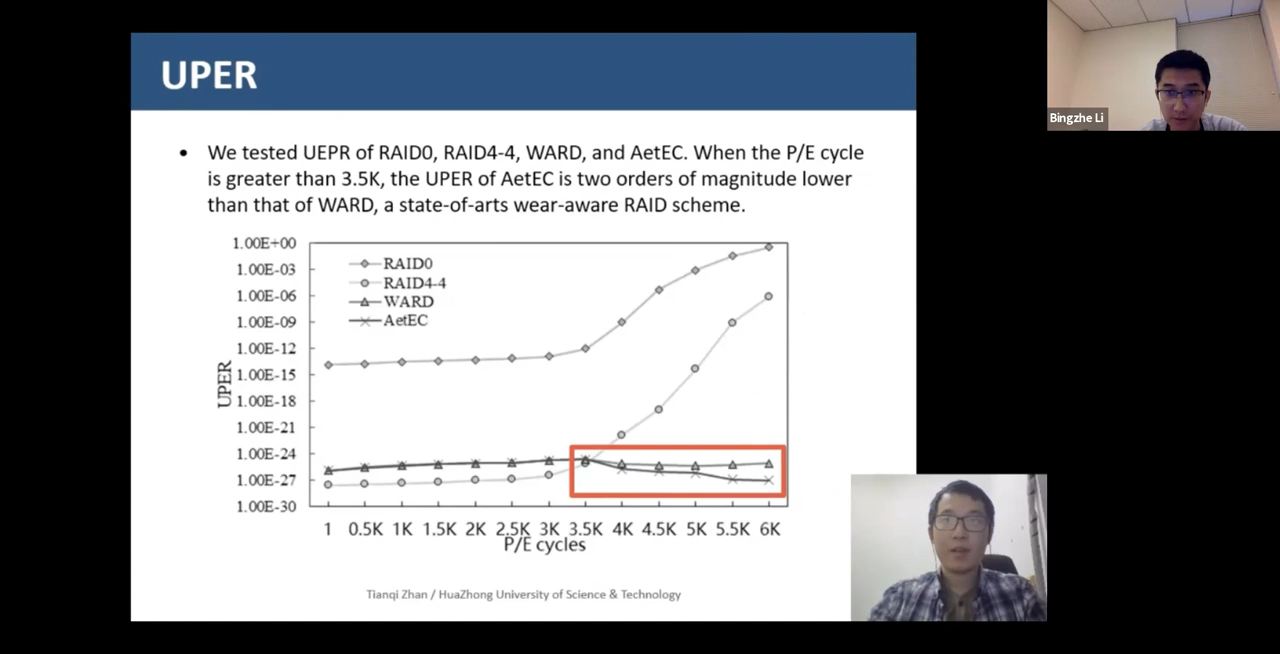 UPER
• We tested UEPR of RAID0, RAID4-4, WARD, and AetEC. When the P/E cycle
is greater than 3.5K, the UPER of AetEC is two orders of magnitude lower
than that of WARD, a state-of-arts wear-aware RAID scheme.
1.00E+00
1.00E-03
1.00E-06
1.00E-09
1.00E-12
1.00E-15
1.00E-18
1.00E-21
1.00E-24
1.00E-27
1.00E-30
UPER
RAID0
RAID4-4
WARD
AetEC
1 0.5K 1K 1.5K 2K 2.5K 3K 3.5K 4K 4.5K 5K 5.5K 6K
P/E cycles
Tianqi Zhan / HuaZhong University of Science & Technology
Bingzhe Li